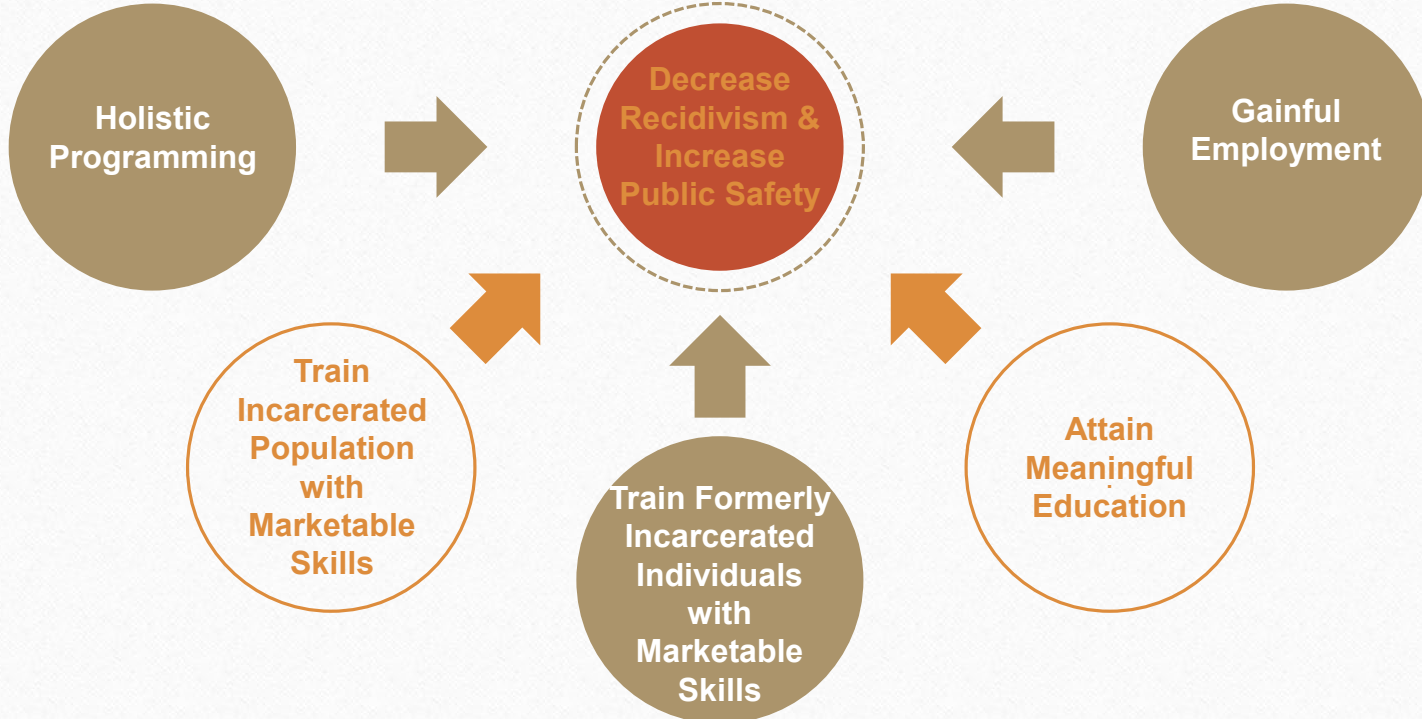 Holistic
Programming
Decrease
Recidivism &
Increase
Public Safety
Gainful
Employment
Train
Incarcerated
Population
with
Marketable
Skills
Train Formerly
Incarcerated
Individuals
with
Marketable
Skills
Attain
Meaningful
Education